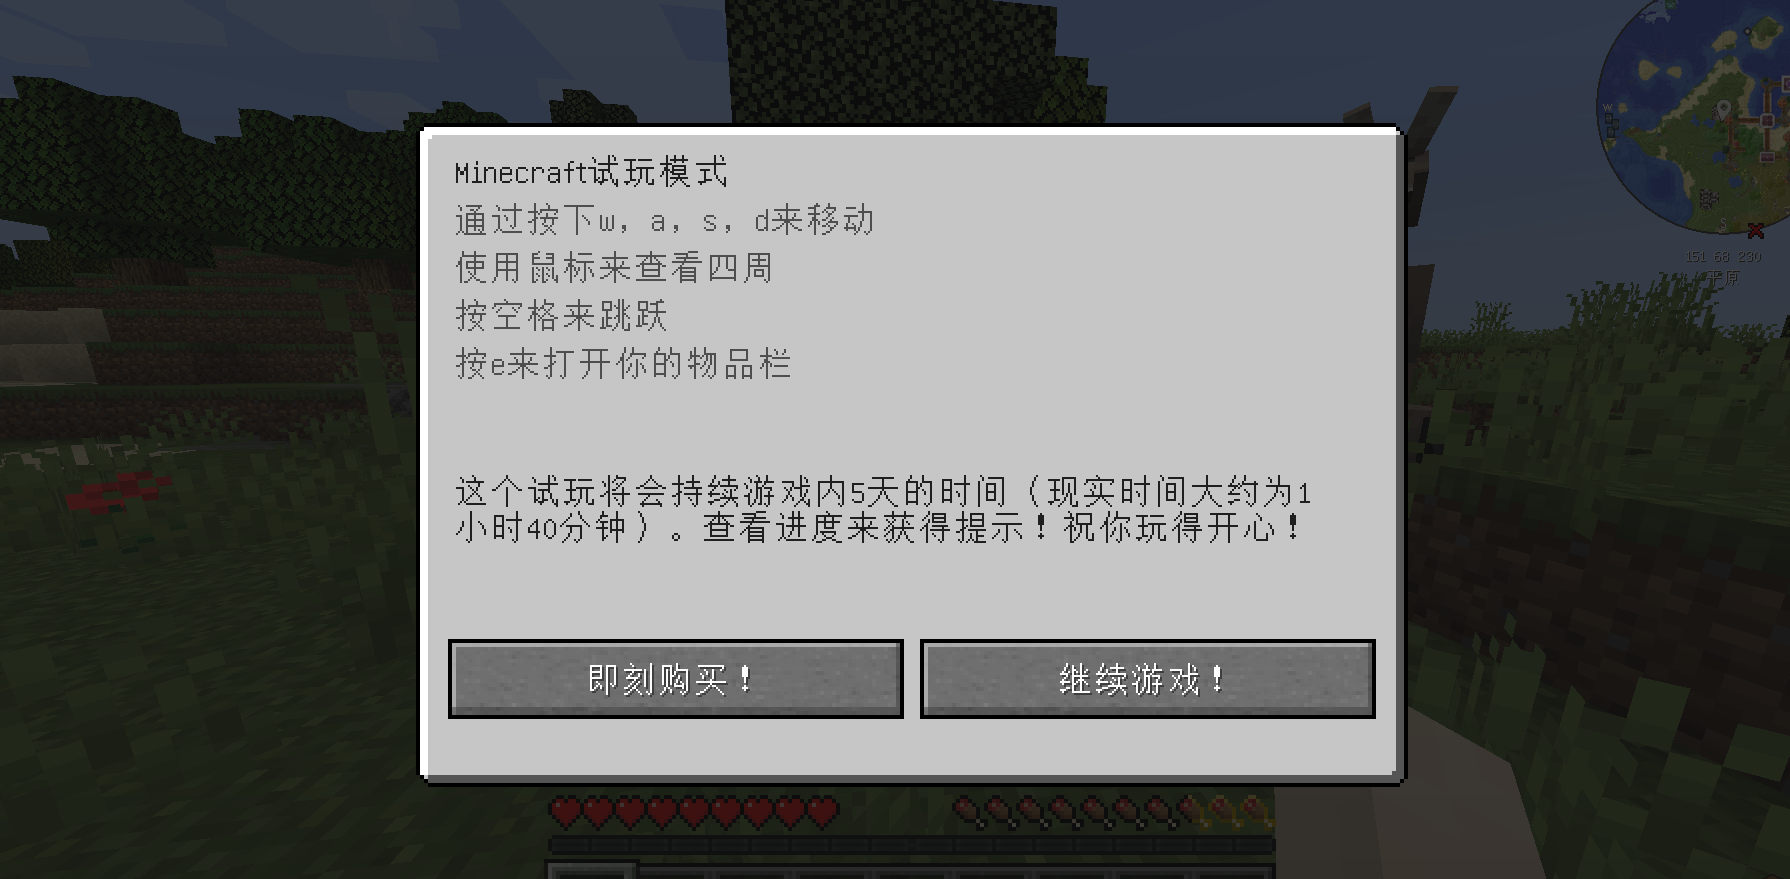 Minecraft试玩模式
通过按下w，a，s，d来移动
使用鼠标来查看四周
按空格来跳跃
按e来打开你的物品栏
这个试玩将会持续游戏内5天的时间（现实时间大约为1
小时40分钟）。查看进度来获得提示！祝你玩得开心！
即刻购买！
继续游戏！
W
S
151 68 230
平原